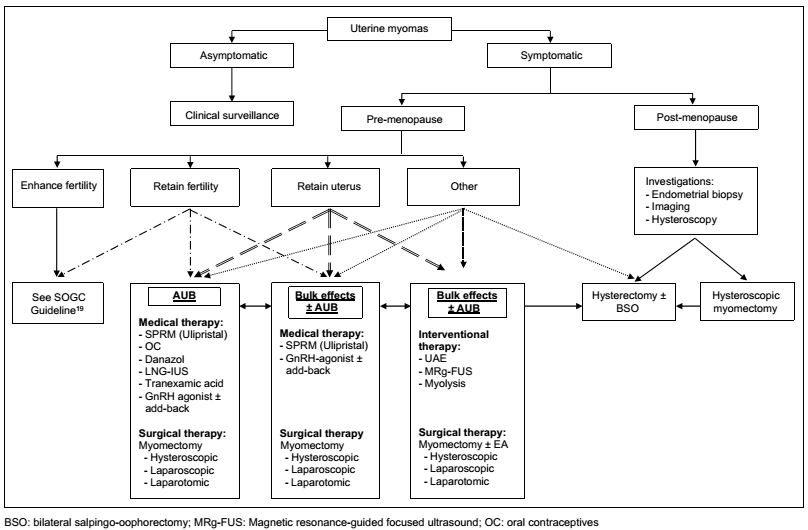 Uterine myomas
Asymptomatic
Symptomatic
Clinical surveillance
Pre-menopause
Post-menopause
Enhance fertility
Retain fertility
Retain uterus
Other
Investigations:
- Endometrial biopsy
- Imaging
- Hysteroscopy
See SOGC
Guideline¹⁹
AUB
Medical therapy:
- SPRM (Ulipristal)
- OC
- Danazol
- LNG-IUS
- Tranexamic acid
- GnRH agonist ±
add-back
Surgical therapy:
Myomectomy
- Hysteroscopic
- Laparoscopic
- Laparotomic
Bulk effects
± AUB
Medical therapy:
- SPRM (Ulipristal)
- GnRH-agonist ±
add-back
Surgical therapy
Myomectomy
- Hysteroscopic
- Laparoscopic
- Laparotomic
Bulk effects
± AUB
Interventional
therapy:
- UAE
- MRg-FUS
- Myolysis
Surgical therapy:
Myomectomy ± EA
- Hysteroscopic
- Laparoscopic
- Laparotomic
Hysterectomy ±
BSO
Hysteroscopic
myomectomy
BSO: bilateral salpingo-oophorectomy; MRg-FUS: Magnetic resonance-guided focused ultrasound; OC: oral contraceptives